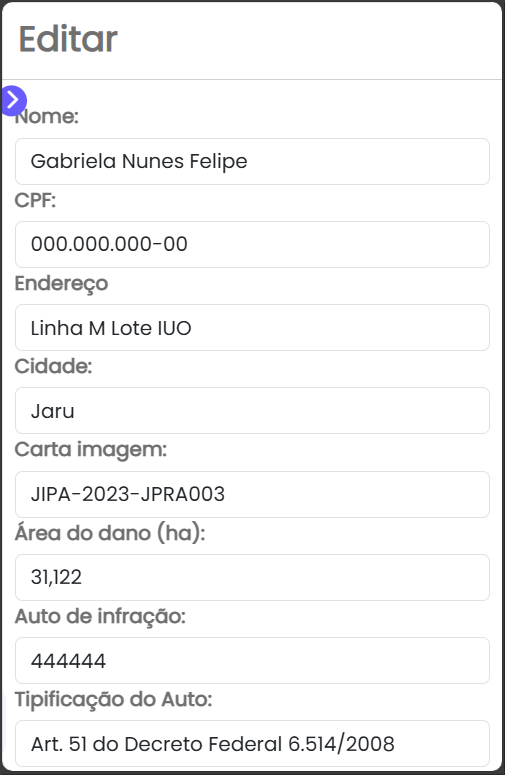 Editar
Nome:
Gabriela Nunes Felipe
CPF:
000.000.000-00
Endereço
Linha M Lote IUO
Cidade:
Jaru
Carta imagem:
JIPA-2023-JPRA003
Área do dano (ha):
31,122
Auto de infração:
444444
Tipificação do Auto:
Art. 51 do Decreto Federal 6.514/2008